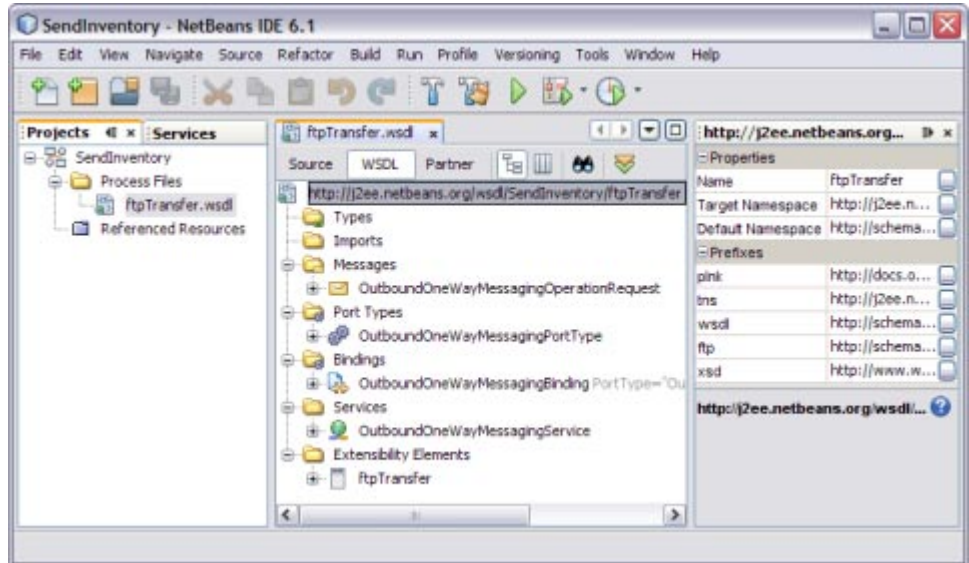 SendInventory - NetBeans IDE 6.1
File Edit View Navigate Source Refactor Build Run Profile Versioning Tools Window Help
Projects Services
SendInventory
Process Files
ftpTransfer.wsdl
Referenced Resources
ftpTransfer.wsdl
Source WSDL Partner
http://j2ee.netbeans.org/wsdl/SendInventory/ftpTransfer
Types
Imports
Messages
OutboundOneWayMessagingOperationRequest
Port Types
OutboundOneWayMessagingPortType
Bindings
OutboundOneWayMessagingBinding PortType="Ou
Services
OutboundOneWayMessagingService
Extensibility Elements
ftpTransfer
http://j2ee.netbeans.org...
Properties
Name ftpTransfer
Target Namespace http://j2ee.n...
Default Namespace http://schema...
Prefixes
plnk http://docs.o...
tns http://j2ee.n...
wsdl http://schema...
ftp http://schema...
xsd http://www.w...
http://j2ee.netbeans.org/wsdl/...